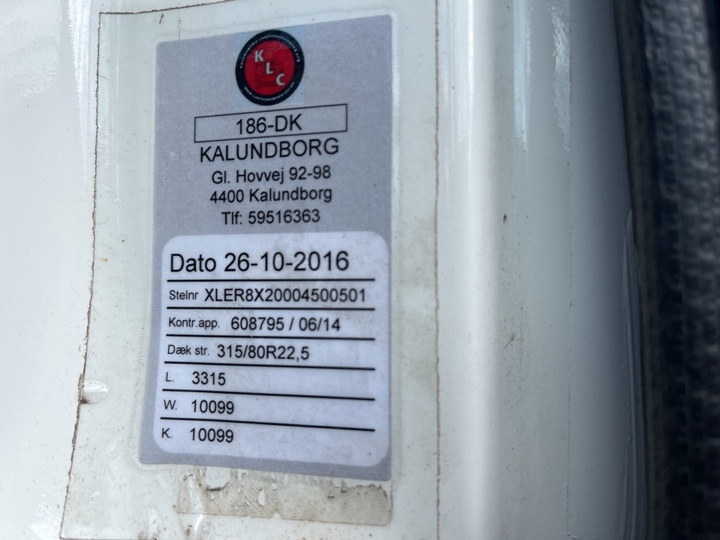 KLC
186-DK
KALUNDBORG
Gl. Hovvej 92-98
4400 Kalundborg
Tlf: 59516363
Dato 26-10-2016
Stelnr XLER8X20004500501
Kontr.app. 608795 / 06/14
Dæk str. 315/80R22,5
L. 3315
W. 10099
K. 10099